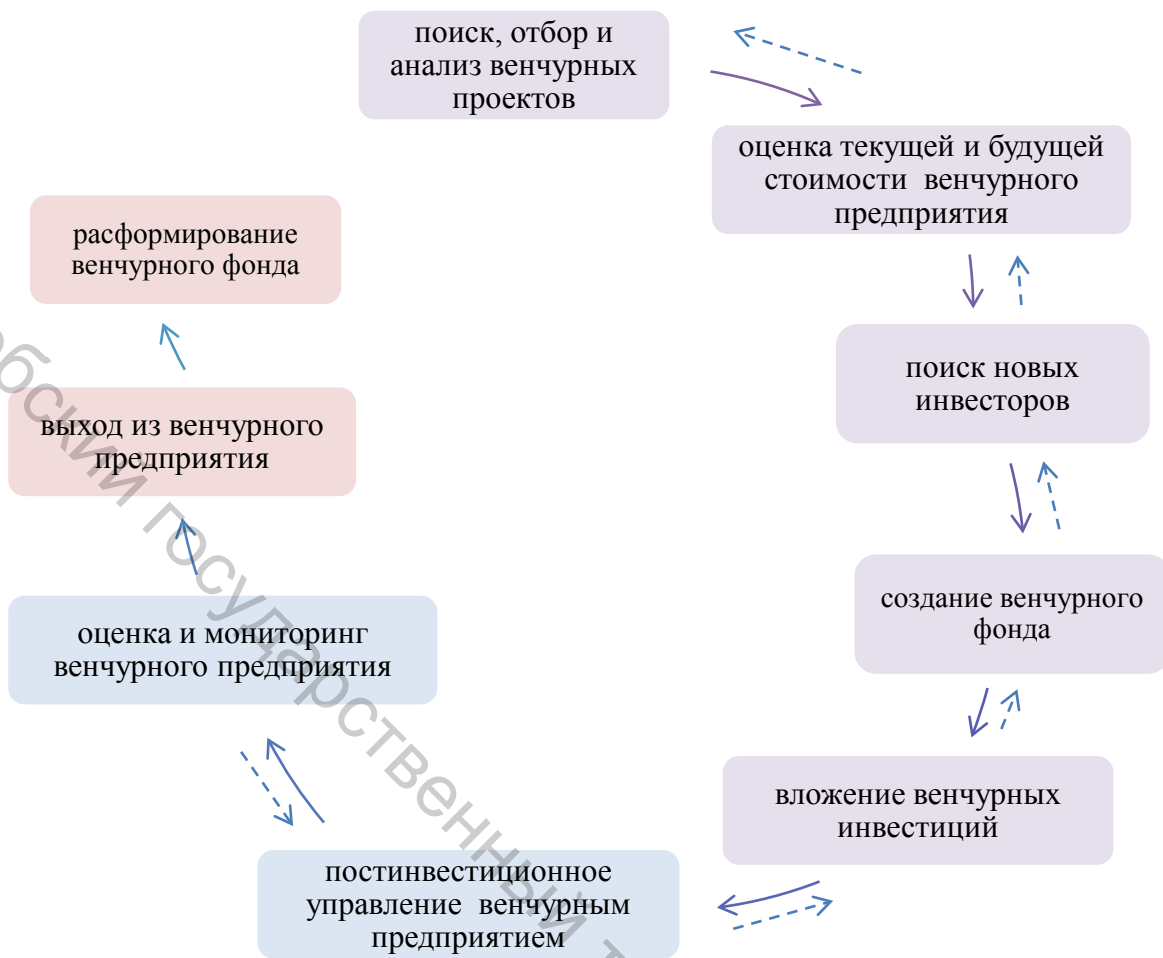 поиск, отбор и
анализ венчурных
проектов
оценка текущей и будущей
стоимости венчурного
предприятия
поиск новых
инвесторов
создание венчурного
фонда
вложение венчурных
инвестиций
постинвестиционное
управление венчурным
предприятием
оценка и мониторинг
венчурного предприятия
выход из венчурного
предприятия
расформирование
венчурного фонда
государственный